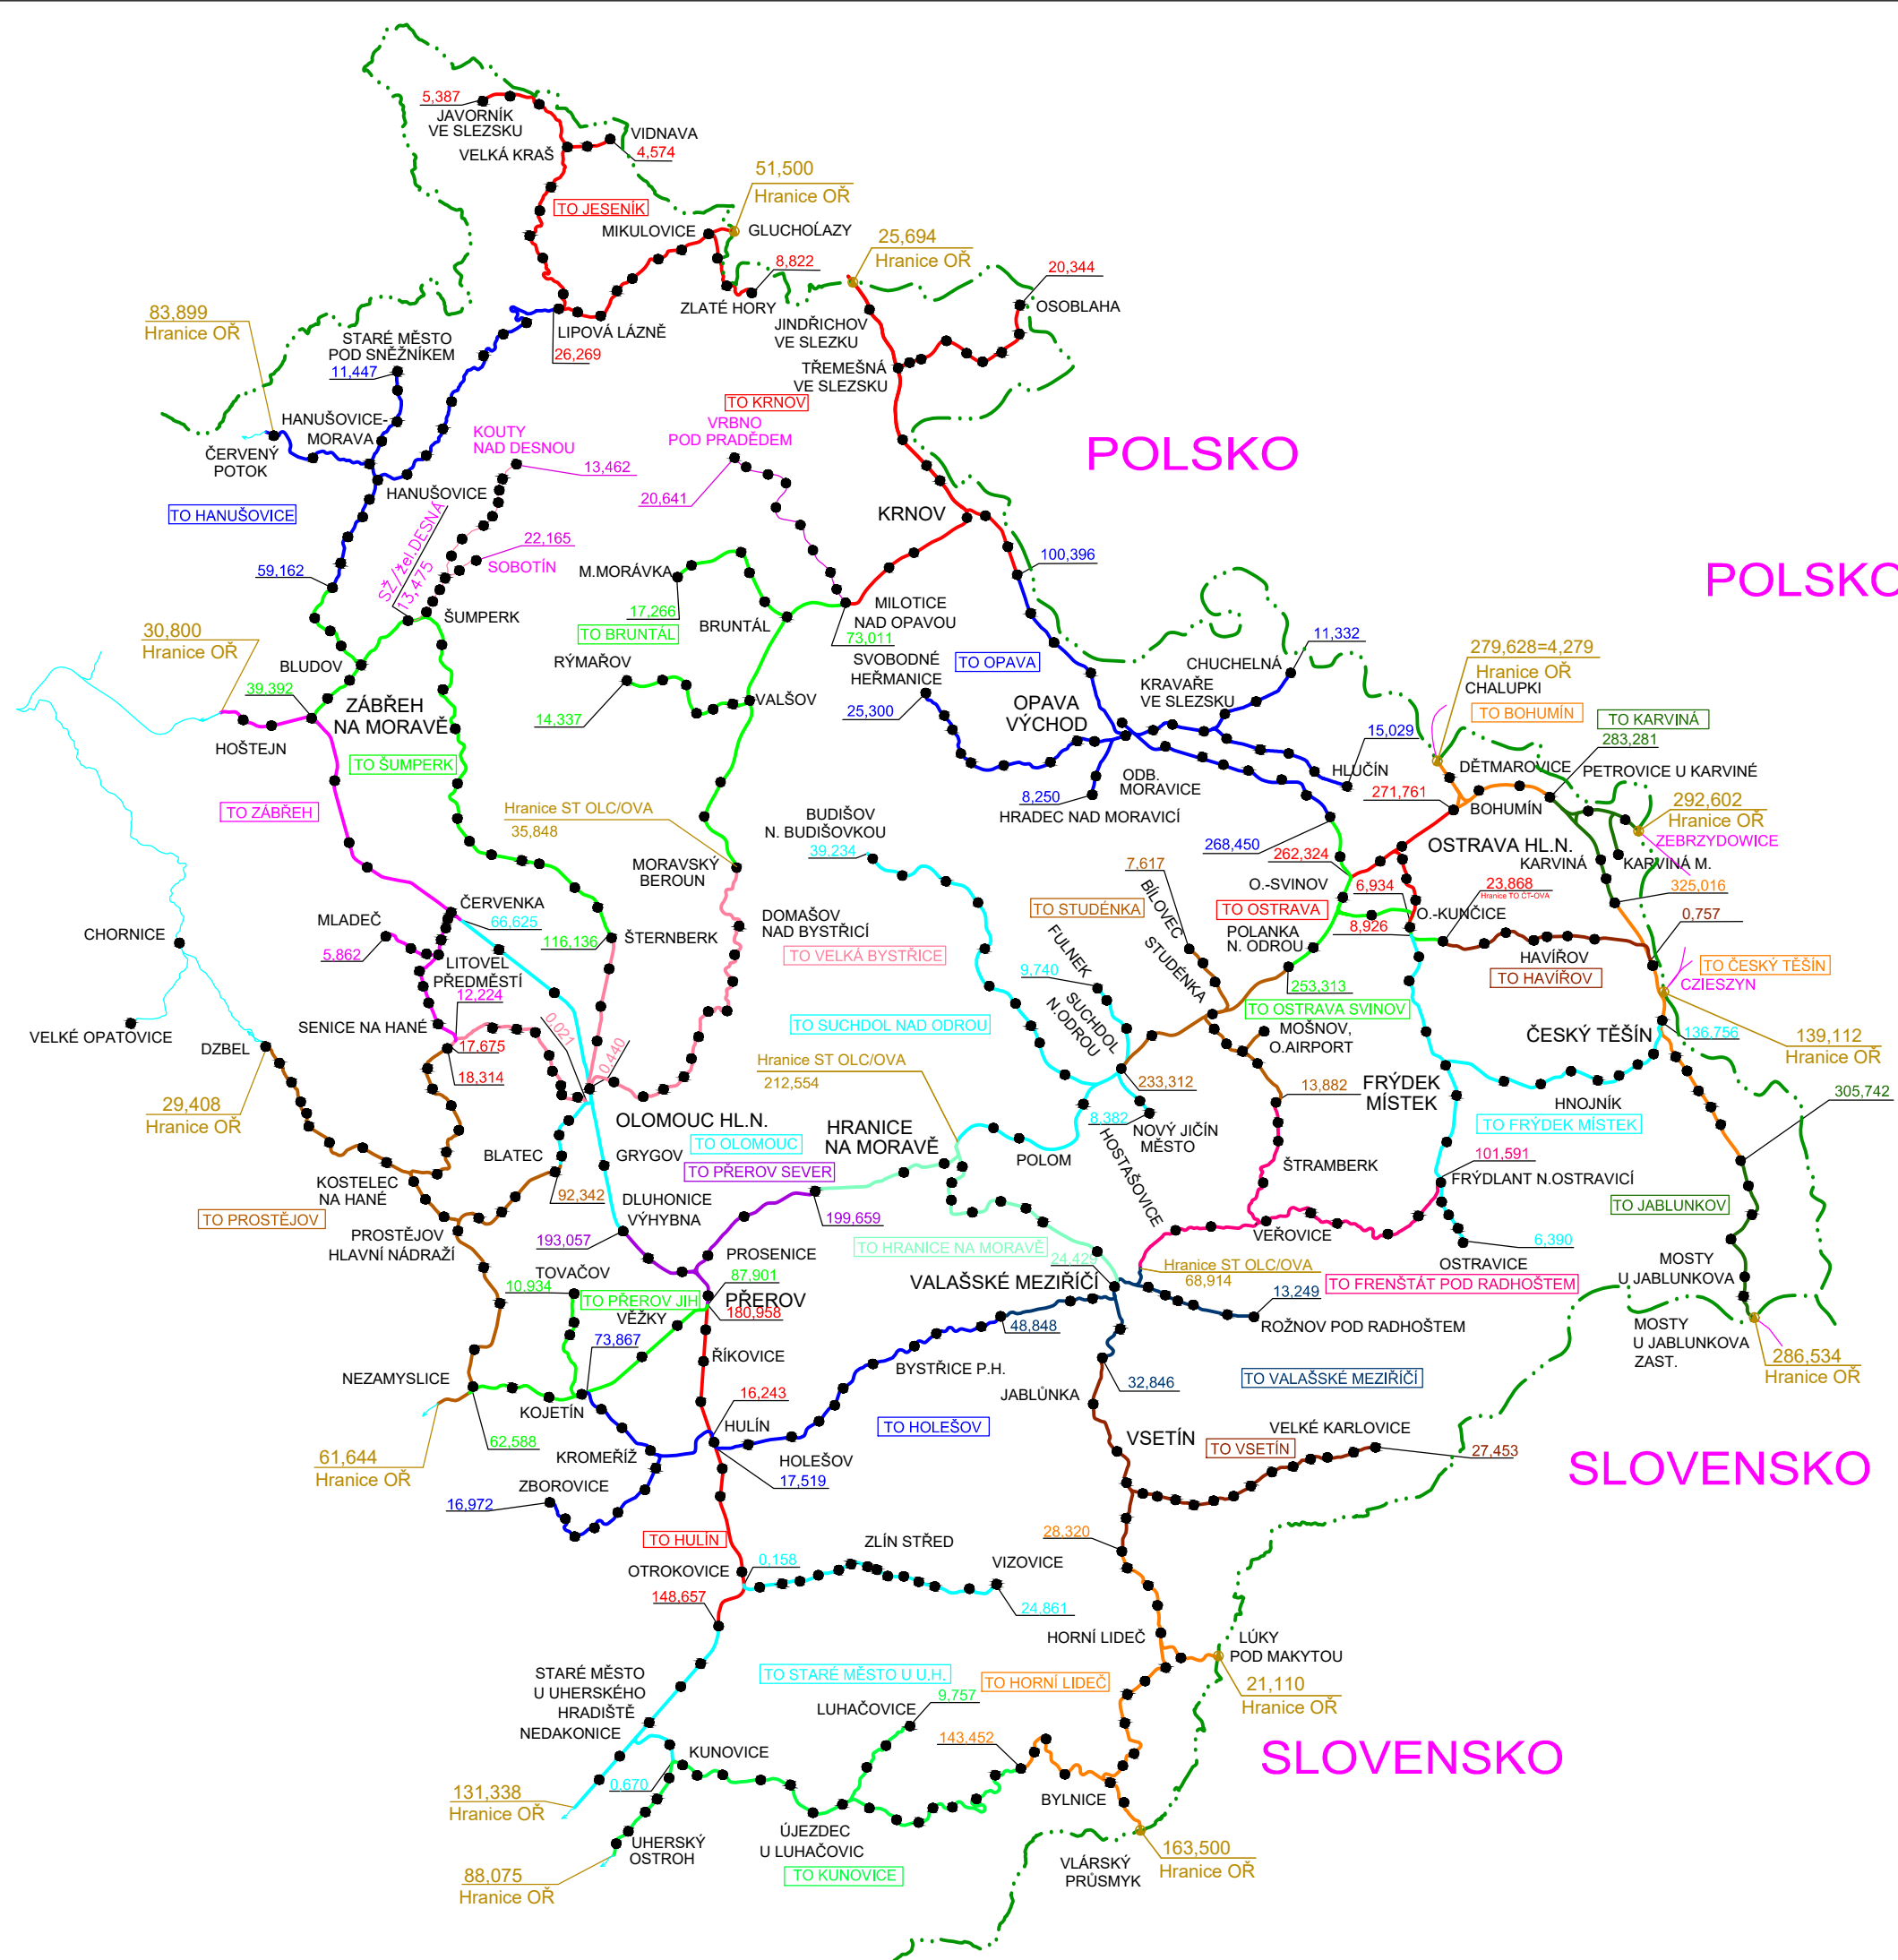 5,387
JAVORNÍK
VE SLEZSKU
VIDNAVA
4,574
VELKÁ KRAŠ
51,500
Hranice OŘ
TO JESENÍK
MIKULOVICE
GLUCHOĹAZY
25,694
Hranice OŘ
8,822
20,344
ZLATÉ HORY
OSOBLAHA
83,899
Hranice OŘ
STARÉ MĚSTO
POD SNĚŽNÍKEM
11,447
LIPOVÁ LÁZNĚ
26,269
JINDŘICHOV
VE SLEZKU
TŘEMEŠNÁ
VE SLEZSKU
HANUŠOVICE-
MORAVA
ČERVENÝ
POTOK
KOUTY
NAD DESNOU
13,462
TO KRNOV
VRBNO
POD PRADĚDEM
20,641
POLSKO
HANUŠOVICE
TO HANUŠOVICE
KRNOV
SŽ/žel.DESNÁ
13,475
22,165
SOBOTÍN
59,162
M.MORÁVKA
17,266
100,396
POLSKO
ŠUMPERK
TO BRUNTÁL
BRUNTÁL
MILOTICE
NAD OPAVOU
73,011
30,800
Hranice OŘ
BLUDOV
39.392
RÝMAŘOV
14,337
VALŠOV
SVOBODNÉ
HEŘMANICE
25,300
TO OPAVA
11,332
CHUCHELNÁ
KRAVAŘE
VE SLEZSKU
279,628=4,279
Hranice OŘ
CHALUPKI
TO BOHUMÍN
TO KARVINÁ
283,281
ZÁBŘEH
NA MORAVĚ
HOŠTEJN
OPAVA
VÝCHOD
15,029
TO ŠUMPERK
TO ZÁBŘEH
HLUČÍN
DĚTMAROVICE
PETROVICE U KARVINÉ
ODB.
MORAVICE
8,250
HRADEC NAD MORAVICÍ
271,761
BOHUMÍN
292,602
Hranice OŘ
ZEBRZYDOWICE
Hranice ST OLC/OVA
35,848
BUDIŠOV
N. BUDIŠOVKOU
39,234
268,450
262,324
OSTRAVA HL.N.
KARVINÁ
KARVINÁ M.
MORAVSKÝ
BEROUN
7,617
BÍLOVEC
O.-SVINOV
6,934
23,868
Hranice TO ČT-OVA
325,016
0,757
MLADEČ
5.862
ČERVENKA
66,625
116,136
ŠTERNBERK
DOMAŠOV
NAD BYSTŘICÍ
TO VELKÁ BYSTŘICE
TO STUDÉNKA
TO OSTRAVA
O.-KUNČICE
8,926
POLANKA
N. ODROU
HAVÍŘOV
TO HAVÍŘOV
TO ČESKÝ TĚŠÍN
CZIESZYN
CHORNICE
LITOVEL
PŘEDMĚSTÍ
12,224
FULNEK
9,740
STUDÉNKA
253,313
TO OSTRAVA SVINOV
VELKÉ OPATOVICE
SENICE NA HANÉ
17,675
18,314
0,021
0,440
TO SUCHDOL NAD ODROU
SUCHDOL
N.ODROU
MOŠNOV,
O.AIRPORT
ČESKÝ TĚŠÍN
136,756
139,112
Hranice OŘ
DZBEL
29,408
Hranice OŘ
Hranice ST OLC/OVA
212,554
233,312
13,882
FRÝDEK
MÍSTEK
HNOJNÍK
305,742
OLOMOUC HL.N.
TO OLOMOUC
HRANICE
NA MORAVĚ
8,382
NOVÝ JIČÍN
MĚSTO
TO FRÝDEK MÍSTEK
BLATEC
GRYGOV
TO PŘEROV SEVER
POLOM
HOSTAŠOVICE
ŠTRAMBERK
101,591
FRÝDLANT N.OSTRAVICÍ
KOSTELEC
NA HANÉ
92,342
DLUHONICE
VÝHYBNA
199,659
TO JABLUNKOV
TO PROSTĚJOV
PROSTĚJOV
HLAVNÍ NÁDRAŽÍ
193,057
PROSENICE
TO HRANICE NA MORAVĚ
24,429
VEŘOVICE
6,390
OSTRAVICE
TOVAČOV
10,934
87,901
TO PŘEROV JIH
PŘEROV
180,958
VALAŠSKÉ MEZIŘÍČÍ
Hranice ST OLC/OVA
68,914
TO FRENŠTÁT POD RADHOŠTEM
MOSTY
U JABLUNKOVA
VĚŽKY
73,867
13,249
ROŽNOV POD RADHOŠTEM
48,848
MOSTY
U JABLUNKOVA
ZAST.
286,534
Hranice OŘ
NEZAMYSLICE
ŘÍKOVICE
BYSTŘICE P.H.
32,846
TO VALAŠSKÉ MEZIŘÍČÍ
JABLŮNKA
KOJETÍN
16,243
HULÍN
TO HOLEŠOV
62,588
KROMEŘÍŽ
HOLEŠOV
17,519
VSETÍN
VELKÉ KARLOVICE
TO VSETÍN
27,453
61,644
Hranice OŘ
ZBOROVICE
16,972
SLOVENSKO
TO HULÍN
28.320
OTROKOVICE
0,158
ZLÍN STŘED
VIZOVICE
24,861
148,657
HORNÍ LIDEČ
LÚKY
POD MAKYTOU
STARÉ MĚSTO
U UHERSKÉHO
HRADIŠTĚ
TO STARÉ MĚSTO U U.H.
TO HORNÍ LIDEČ
21,110
Hranice OŘ
NEDAKONICE
LUHAČOVICE
9,757
143,452
SLOVENSKO
KUNOVICE
0,670
131,338
Hranice OŘ
BYLNICE
UHERSKÝ
OSTROH
ÚJEZDEC
U LUHAČOVIC
TO KUNOVICE
163,500
Hranice OŘ
VLÁRSKÝ
PRŮSMYK
88,075
Hranice OŘ